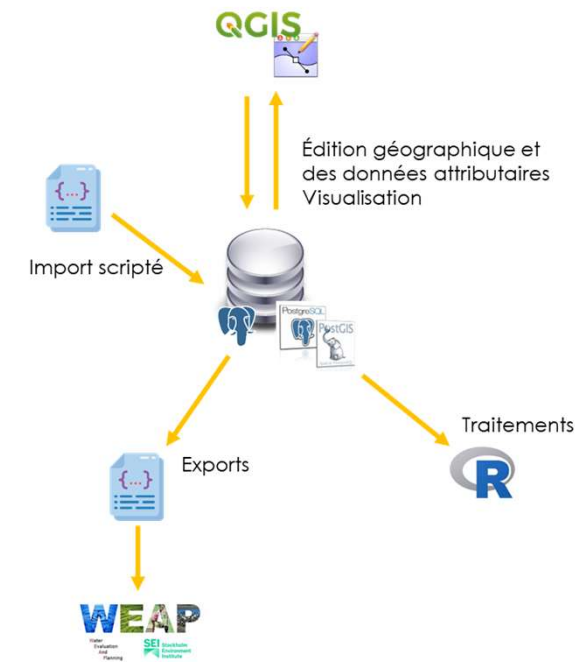 QGIS
Édition géographique et
des données attributaires
Visualisation
{...}
Import scripté
PostgreSQL
PostGIS
Traitements
R
{...}
Exports
WEAP
Water
Evaluation
And
Planning
SEI
Stockholm
Environment
Institute